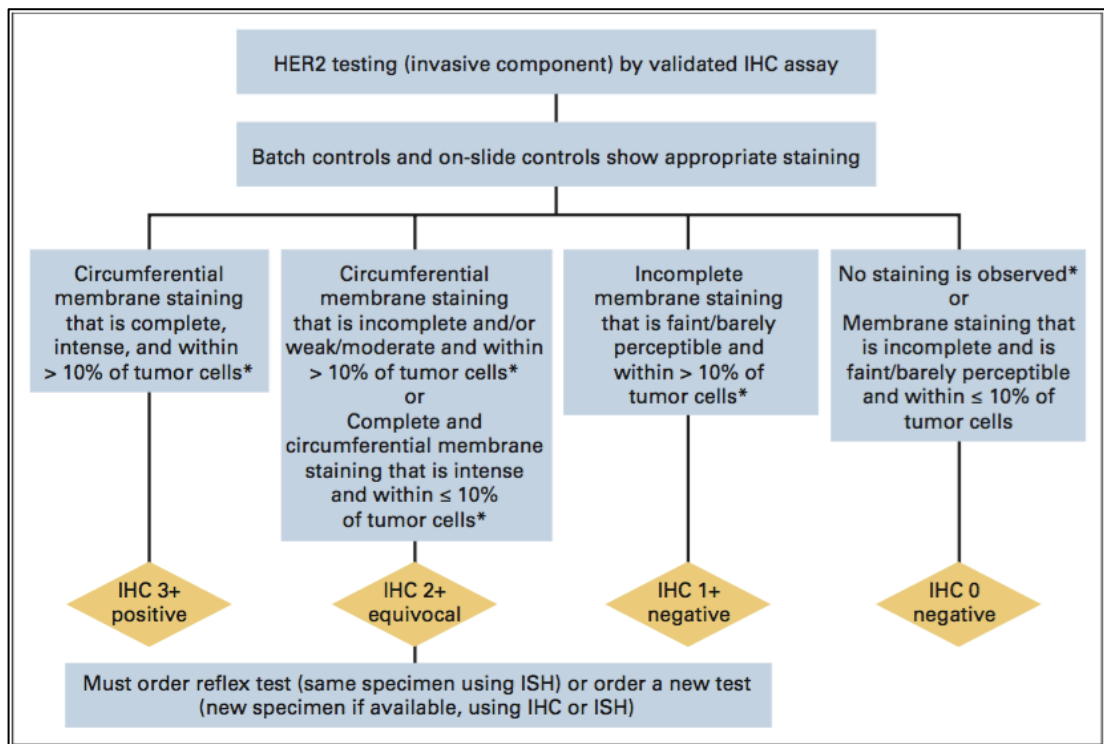 HER2 testing (invasive component) by validated IHC assay
Batch controls and on-slide controls show appropriate staining
Circumferential
membrane staining
that is complete,
intense, and within
> 10% of tumor cells*
Circumferential
membrane staining
that is incomplete and/or
weak/moderate and within
> 10% of tumor cells*
or
Complete and
circumferential membrane
staining that is intense
and within ≤ 10%
of tumor cells*
Incomplete
membrane staining
that is faint/barely
perceptible and
within > 10% of
tumor cells*
No staining is observed*
or
Membrane staining that
is incomplete and is
faint/barely perceptible
and within ≤ 10% of
tumor cells
IHC 3+
positive
IHC 2+
equivocal
IHC 1+
negative
IHC 0
negative
Must order reflex test (same specimen using ISH) or order a new test
(new specimen if available, using IHC or ISH)